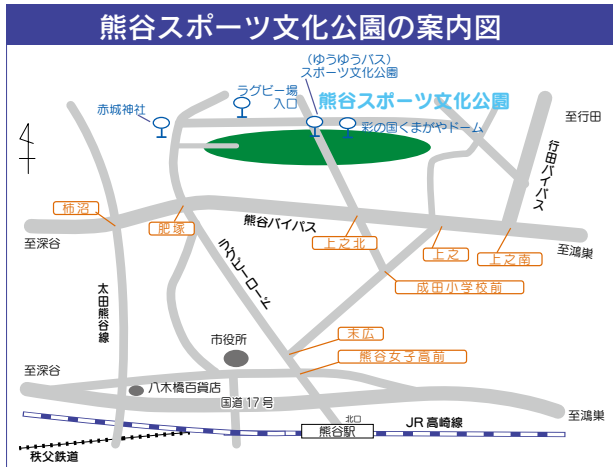 熊谷スポーツ文化公園の案内図
(ゆうゆうバス)
スポーツ文化公園
ラグビー場
入口
熊谷スポーツ文化公園
赤城神社
彩の国くまがやドーム
至行田
行田バイパス
柿沼
肥塚
熊谷バイパス
上之北
上之
上之南
至深谷
至鴻巣
ラグビーロード
成田小学校前
太田熊谷線
市役所
末広
熊谷女子高前
至深谷
八木橋百貨店
国道17号
北口
熊谷駅
JR高崎線
至鴻巣
秩父鉄道